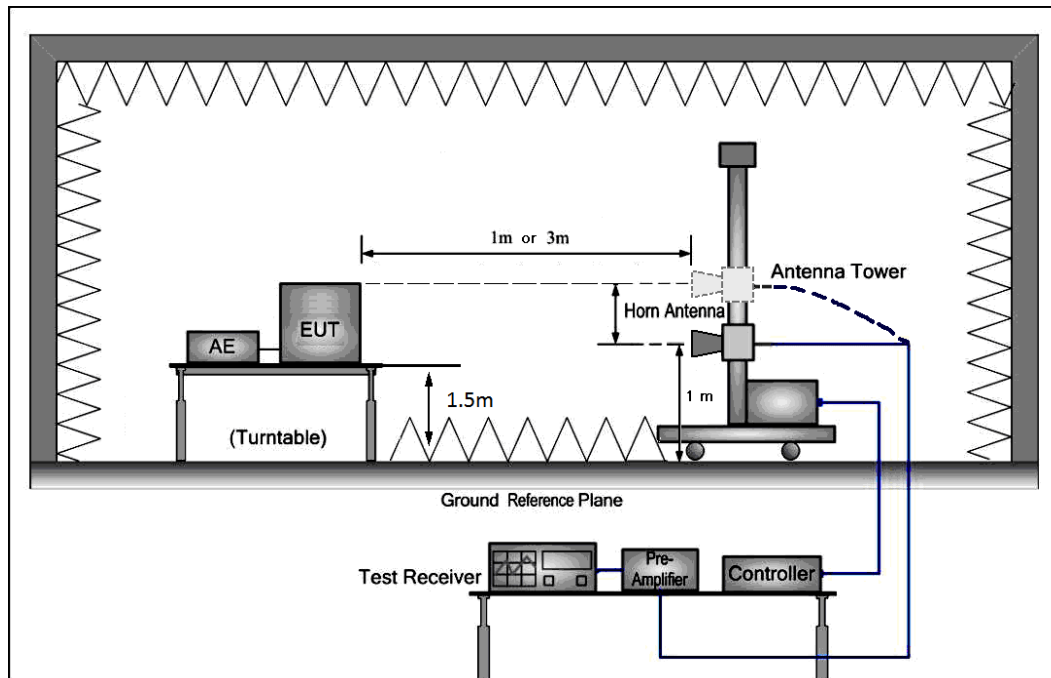 1m or 3m
Antenna Tower
Horn Antenna
EUT
AE
1.5m
1 m
(Turntable)
Ground Reference Plane
Test Receiver
Pre-
Amplifier
Controller